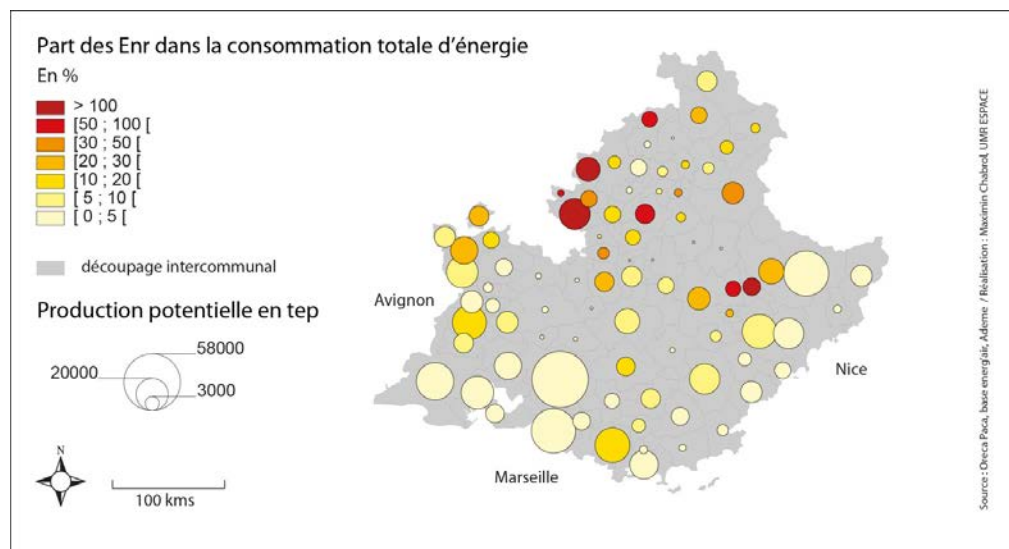 Part des Enr dans la consommation totale d'énergie
En %
> 100
[50 ; 100 [
[30 ; 50 [
[20 ; 30 [
[10 ; 20 [
[ 5 ; 10 [
[ 0 ; 5 [
découpage intercommunal
Production potentielle en tep
58000
20000
3000
N
100 kms
Avignon
Marseille
Nice
Source : Oreca Paca, base energ'air, Ademe / Réalisation : Maximin Chabrol, UMR ESPACE